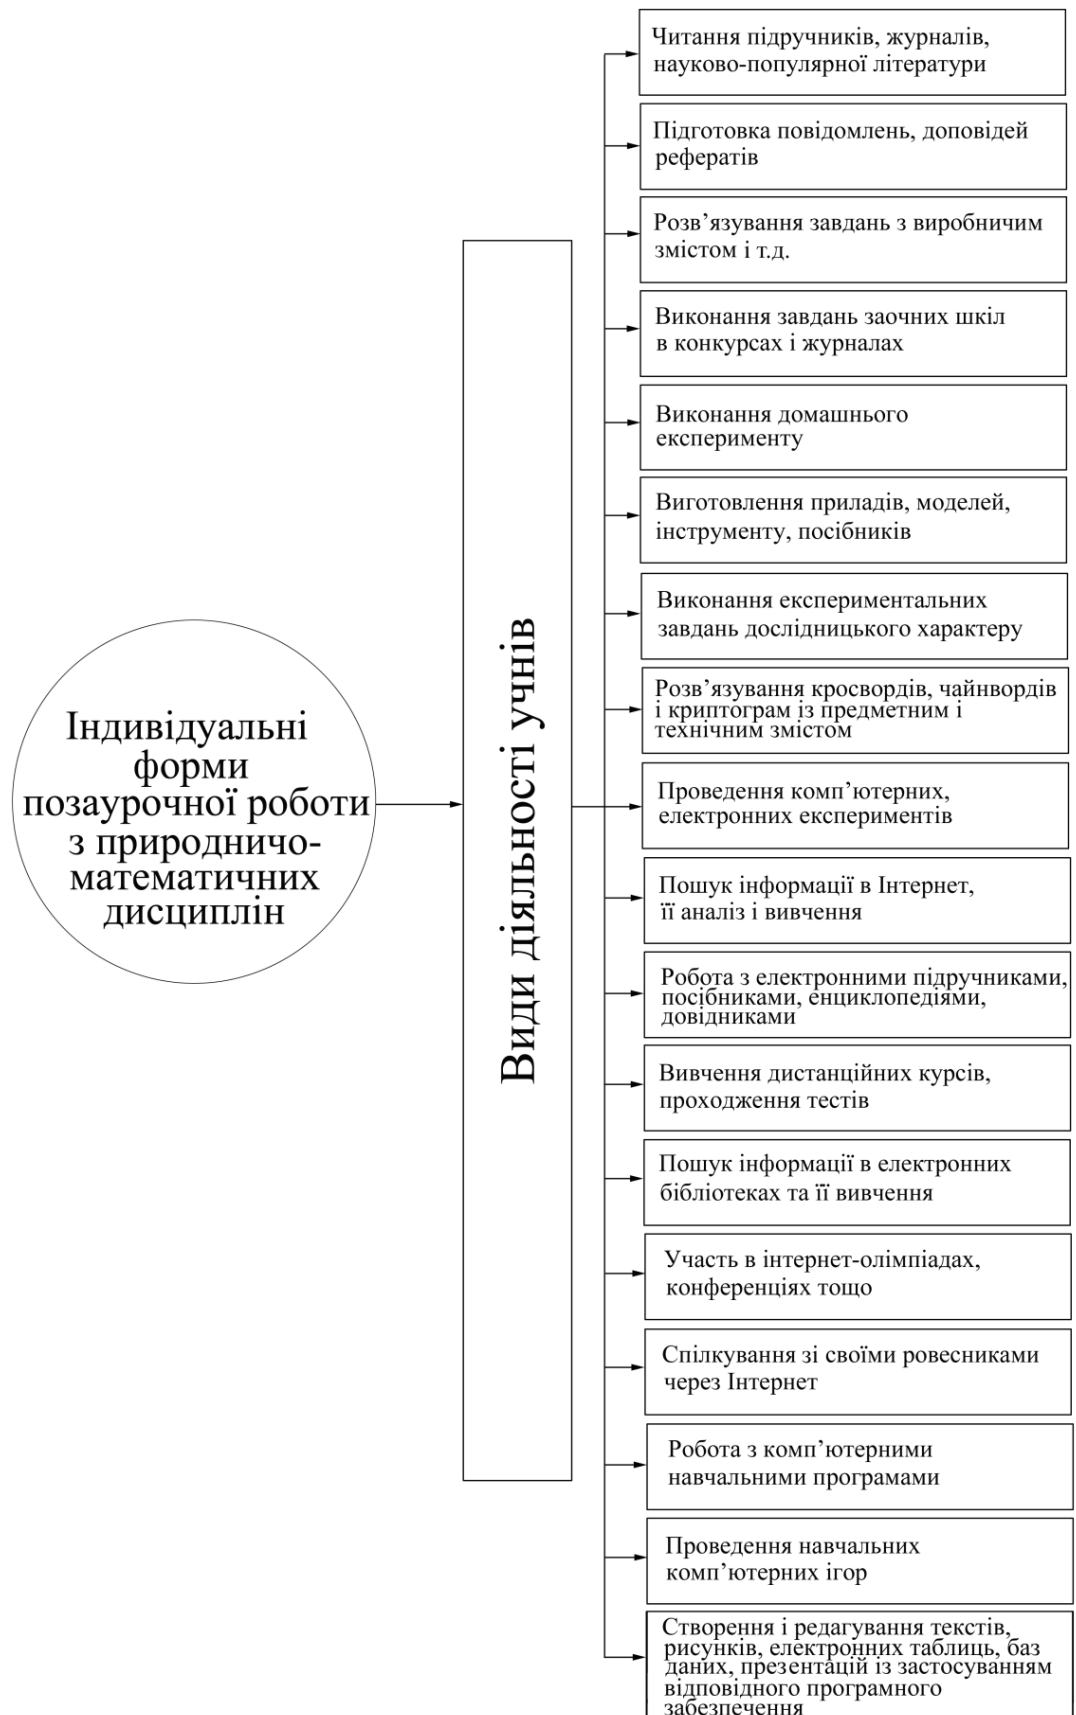 Індивідуальні
форми
позаурочної роботи
з природничо-
математичних
дисциплін
Види діяльності учнів
Читання підручників, журналів,
науково-популярної літератури
Підготовка повідомлень, доповідей
рефератів
Розв’язування завдань з виробничим
змістом і т.д.
Виконання завдань заочних шкіл
в конкурсах і журналах
Виконання домашнього
експерименту
Виготовлення приладів, моделей,
інструменту, посібників
Виконання експериментальних
завдань дослідницького характеру
Розв’язування кросвордів, чайнвордів
і криптограм із предметним і
технічним змістом
Проведення комп’ютерних,
електронних експериментів
Пошук інформації в Інтернет,
її аналіз і вивчення
Робота з електронними підручниками,
посібниками, енциклопедіями,
довідниками
Вивчення дистанційних курсів,
проходження тестів
Пошук інформації в електронних
бібліотеках та її вивчення
Участь в інтернет-олімпіадах,
конференціях тощо
Спілкування зі своїми ровесниками
через Інтернет
Робота з комп’ютерними
навчальними програмами
Проведення навчальних
комп’ютерних ігор
Створення і редагування текстів,
рисунків, електронних таблиць, баз
даних, презентацій із застосуванням
відповідного програмного
забезпечення